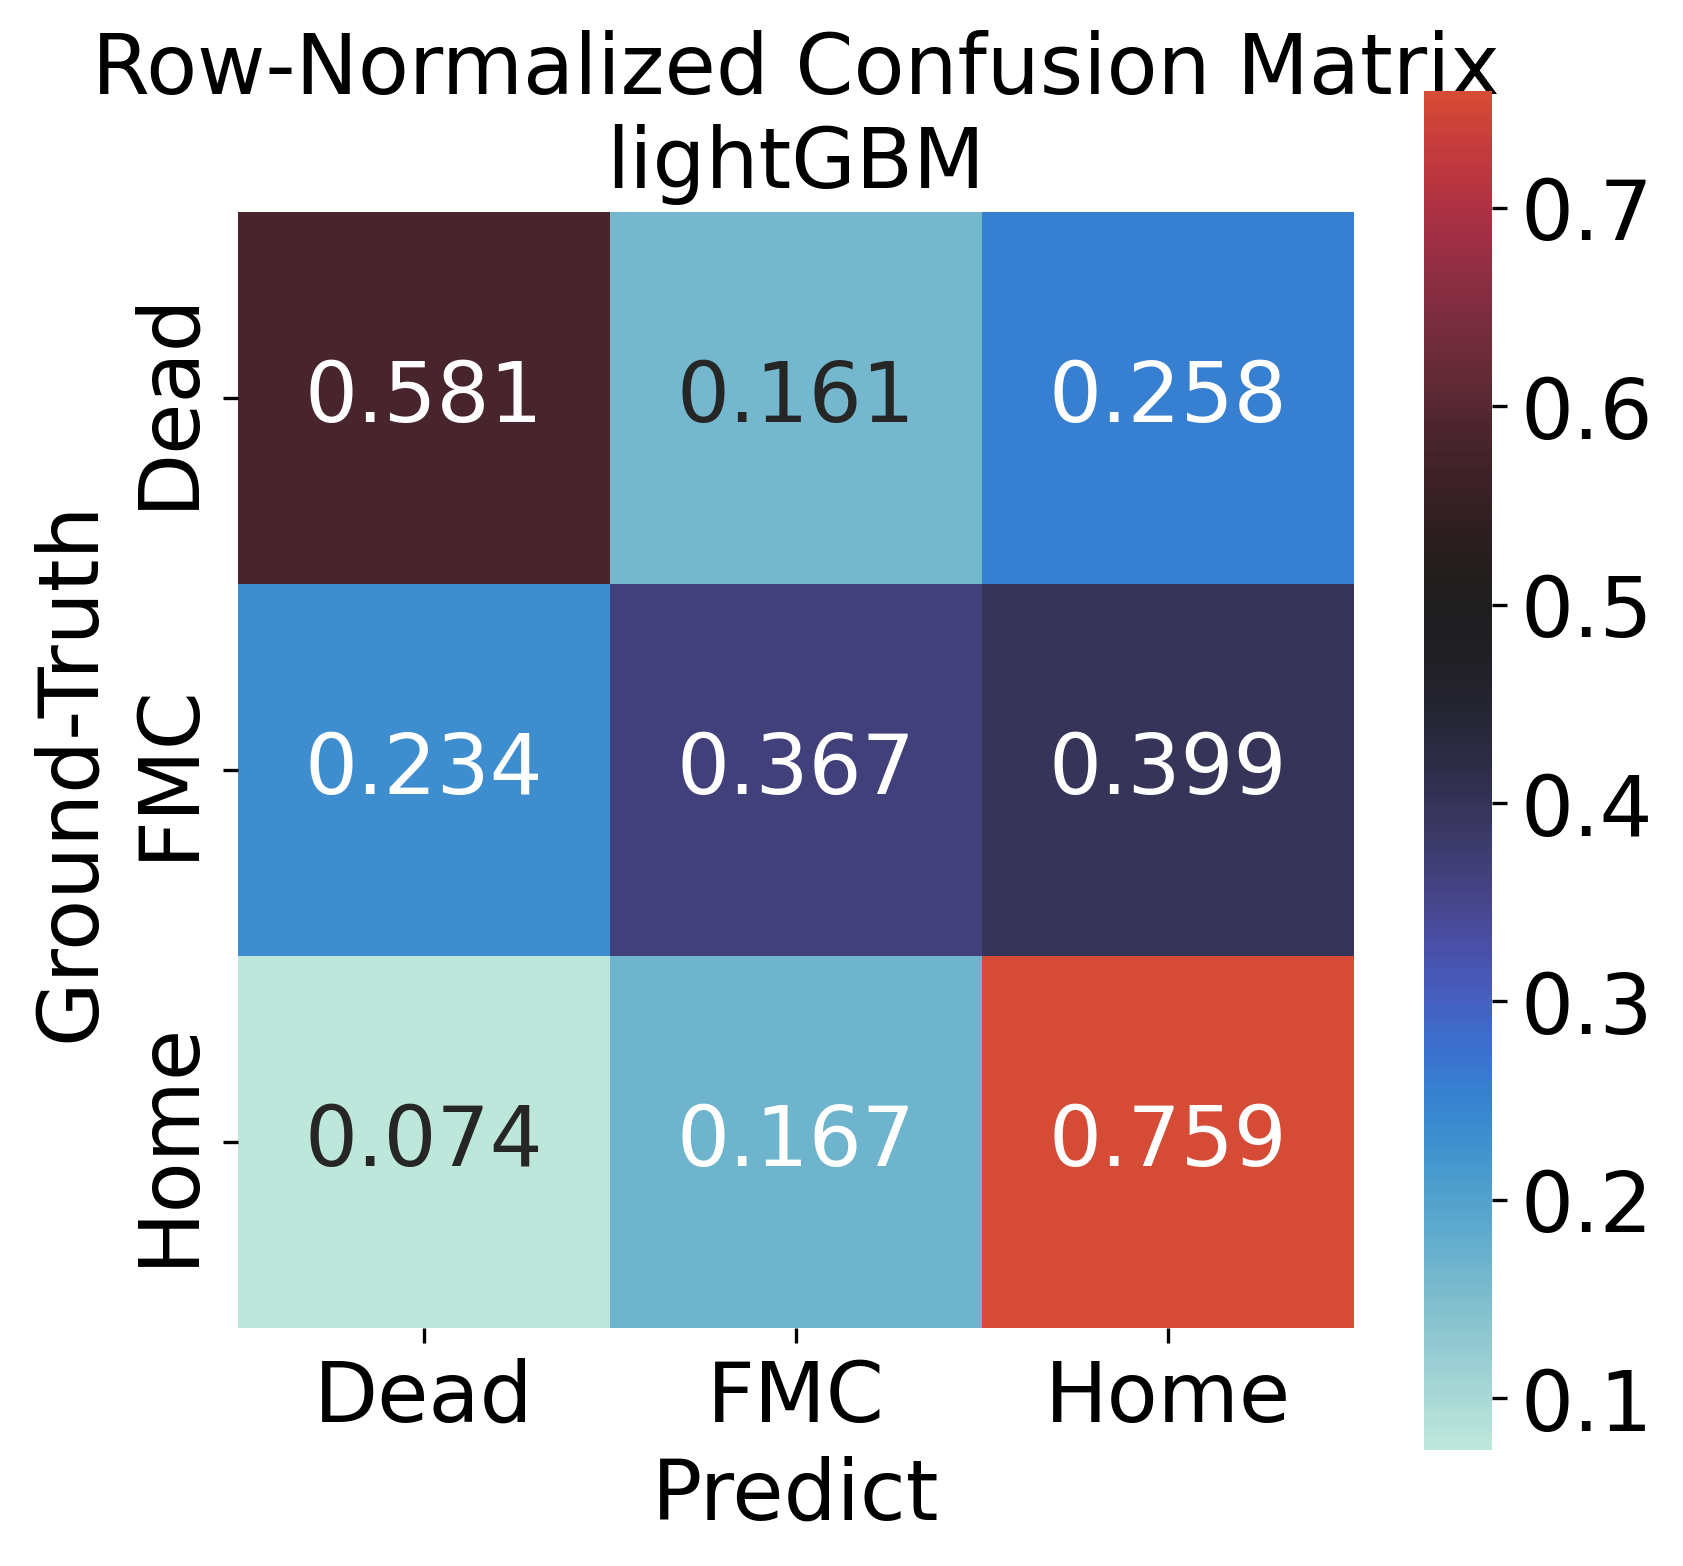 Row-Normalized Confusion Matrix
lightGBM
Ground-Truth
Dead
0.581 0.161 0.258
FMC
0.234 0.367 0.399
Home
0.074 0.167 0.759
Dead FMC Home
Predict
0.7
0.6
0.5
0.4
0.3
0.2
0.1